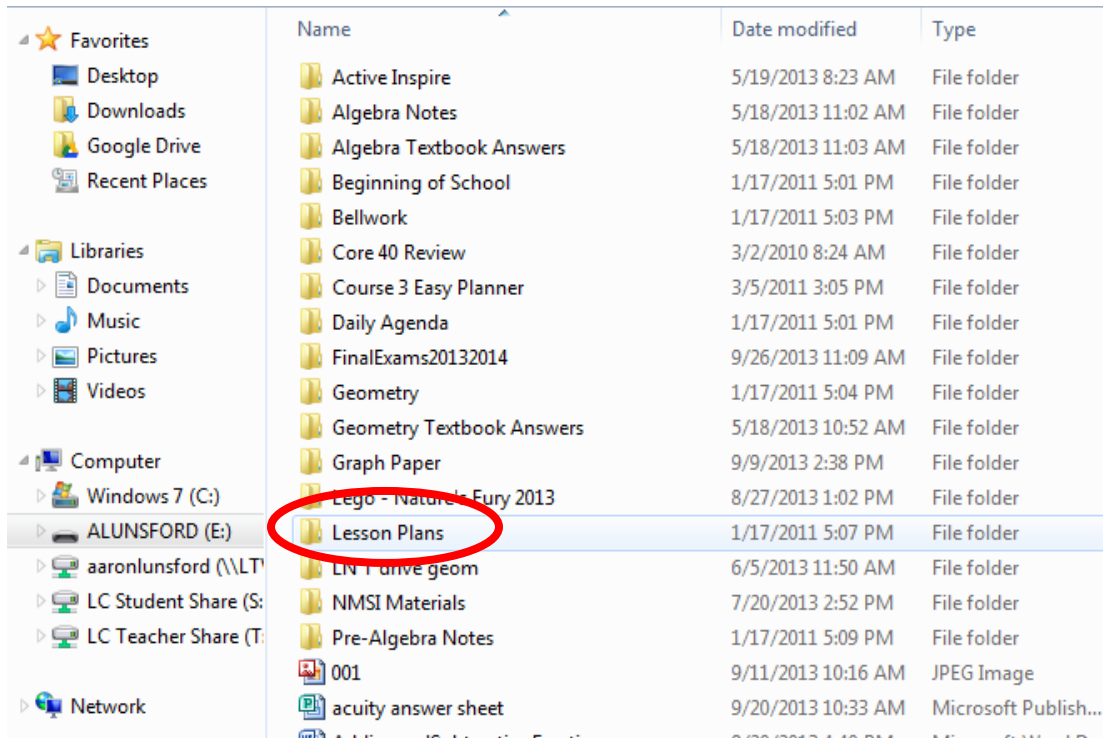 Favorites
Desktop
Downloads
Google Drive
Recent Places
Libraries
Documents
Music
Pictures
Videos
Computer
Windows 7 (C:)
ALUNSFORD (E:)
aaronlunsford (\\LT
LC Student Share (S:
LC Teacher Share (T:
Network
Name Date modified Type
Active Inspire 5/19/2013 8:23 AM File folder
Algebra Notes 5/18/2013 11:02 AM File folder
Algebra Textbook Answers 5/18/2013 11:03 AM File folder
Beginning of School 1/17/2011 5:01 PM File folder
Bellwork 1/17/2011 5:03 PM File folder
Core 40 Review 3/2/2010 8:24 AM File folder
Course 3 Easy Planner 3/5/2011 3:05 PM File folder
Daily Agenda 1/17/2011 5:01 PM File folder
FinalExams20132014 9/26/2013 11:09 AM File folder
Geometry 1/17/2011 5:04 PM File folder
Geometry Textbook Answers 5/18/2013 10:52 AM File folder
Graph Paper 9/9/2013 2:38 PM File folder
Lego - Nature's Fury 2013 8/27/2013 1:02 PM File folder
Lesson Plans 1/17/2011 5:07 PM File folder
LN T drive geom 6/5/2013 11:50 AM File folder
NMSI Materials 7/20/2013 2:52 PM File folder
Pre-Algebra Notes 1/17/2011 5:09 PM File folder
001 9/11/2013 10:16 AM JPEG Image
acuity answer sheet 9/20/2013 10:33 AM Microsoft Publish...